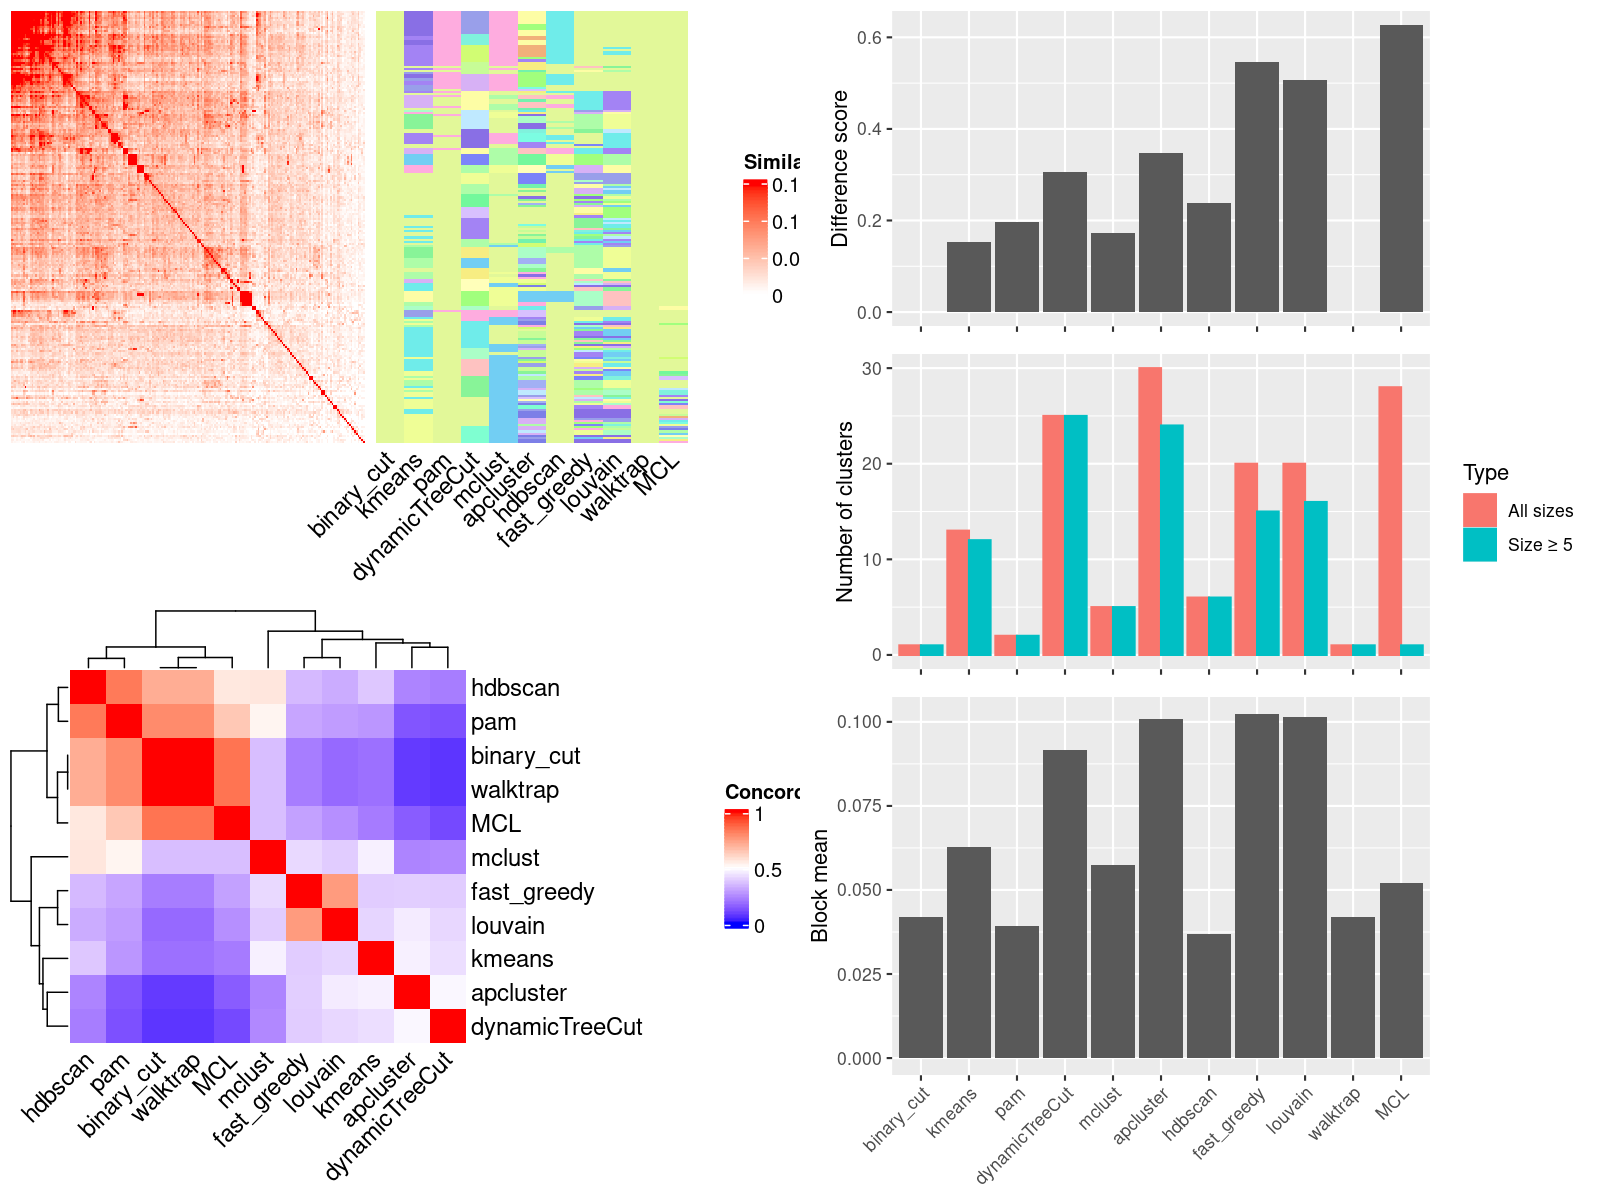 Simila
0.1
0.1
0.0
0
binary_cut
kmeans
pam
dynamicTreeCut
mclust
apcluster
hdbscan
fast_greedy
louvain
walktrap
MCL
hdbscan
pam
binary_cut
walktrap
MCL
mclust
fast_greedy
louvain
kmeans
apcluster
dynamicTreeCut
hdbscan
pam
binary_cut
walktrap
MCL
mclust
fast_greedy
louvain
kmeans
apcluster
dynamicTreeCut
Concord
1
0.5
0
Difference score
0.6
0.4
0.2
0.0
Number of clusters
30
20
10
0
Type
All sizes
Size ≥ 5
Block mean
0.100
0.075
0.050
0.025
0.000
binary_cut
kmeans
pam
dynamicTreeCut
mclust
apcluster
hdbscan
fast_greedy
louvain
walktrap
MCL